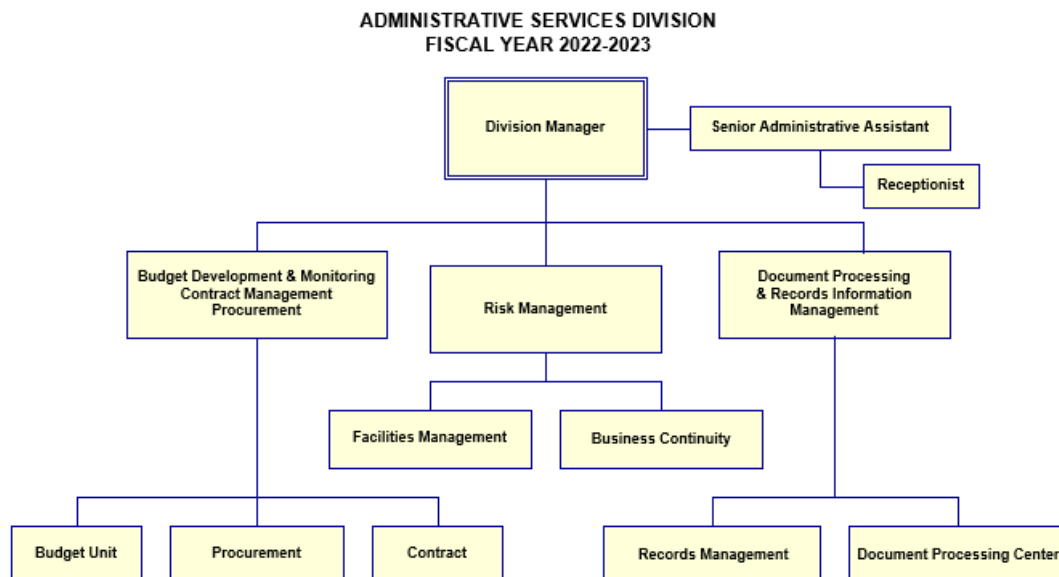 ADMINISTRATIVE SERVICES DIVISION
FISCAL YEAR 2022-2023
Division Manager
Senior Administrative Assistant
Receptionist
Budget Development & Monitoring
Contract Management
Procurement
Risk Management
Document Processing
& Records Information
Management
Facilities Management
Business Continuity
Budget Unit
Procurement
Contract
Records Management
Document Processing Center